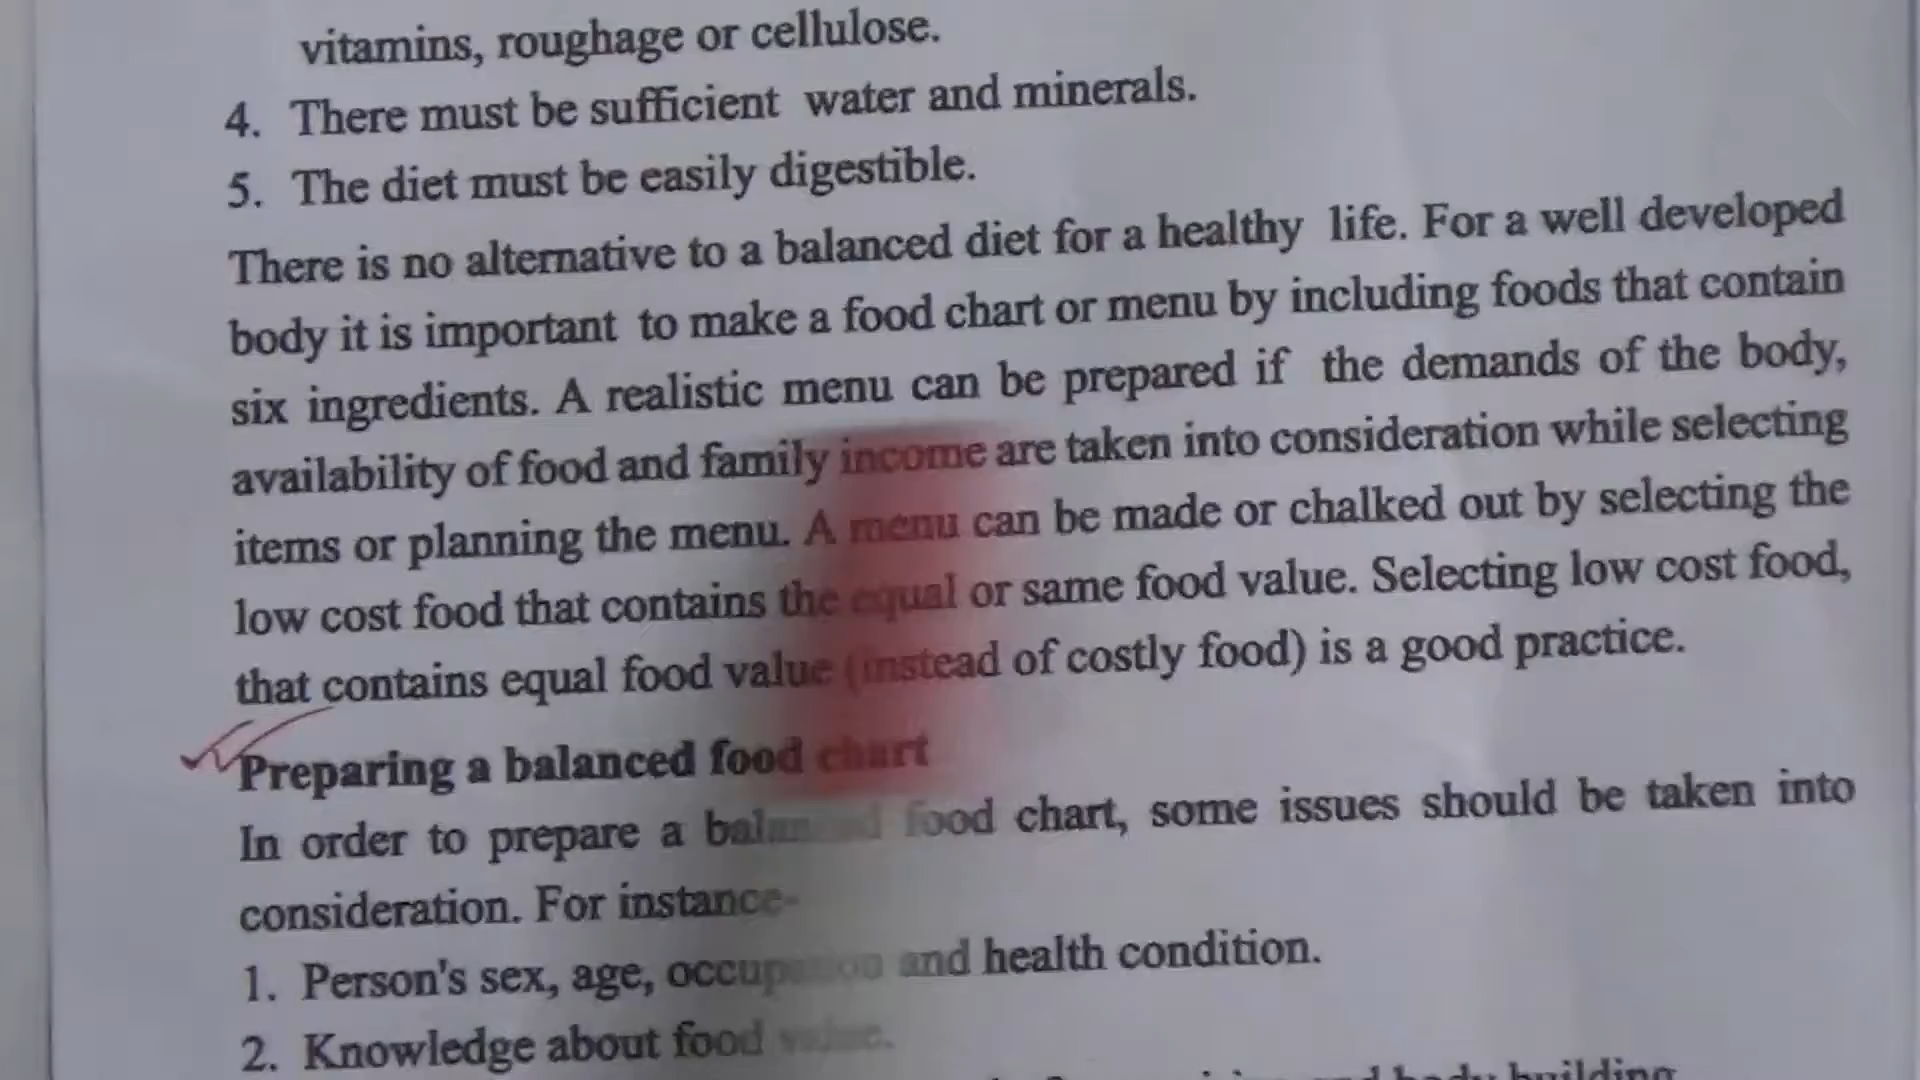 vitamins, roughage or cellulose.
4. There must be sufficient water and minerals.
5. The diet must be easily digestible.
There is no alternative to a balanced diet for a healthy life. For a well developed
body it is important to make a food chart or menu by including foods that contain
six ingredients. A realistic menu can be prepared if the demands of the body,
availability of food and family income are taken into consideration while selecting
items or planning the menu. A menu can be made or chalked out by selecting the
low cost food that contains the equal or same food value. Selecting low cost food,
that contains equal food value (instead of costly food) is a good practice.
Preparing a balanced food chart
In order to prepare a balanced food chart, some issues should be taken into
consideration. For instance-
1. Person's sex, age, occupation and health condition.
2. Knowledge about food value.
and body building